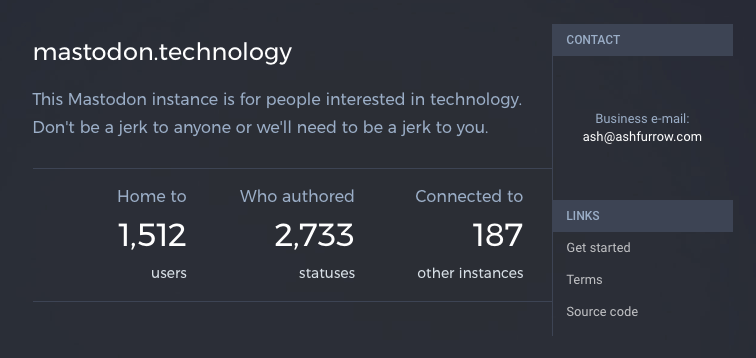 mastodon.technology
This Mastodon instance is for people interested in technology.
Don't be a jerk to anyone or we'll need to be a jerk to you.
Home to
1,512
users
Who authored
2,733
statuses
Connected to
187
other instances
CONTACT
Business e-mail:
ash@ashfurrow.com
LINKS
Get started
Terms
Source code